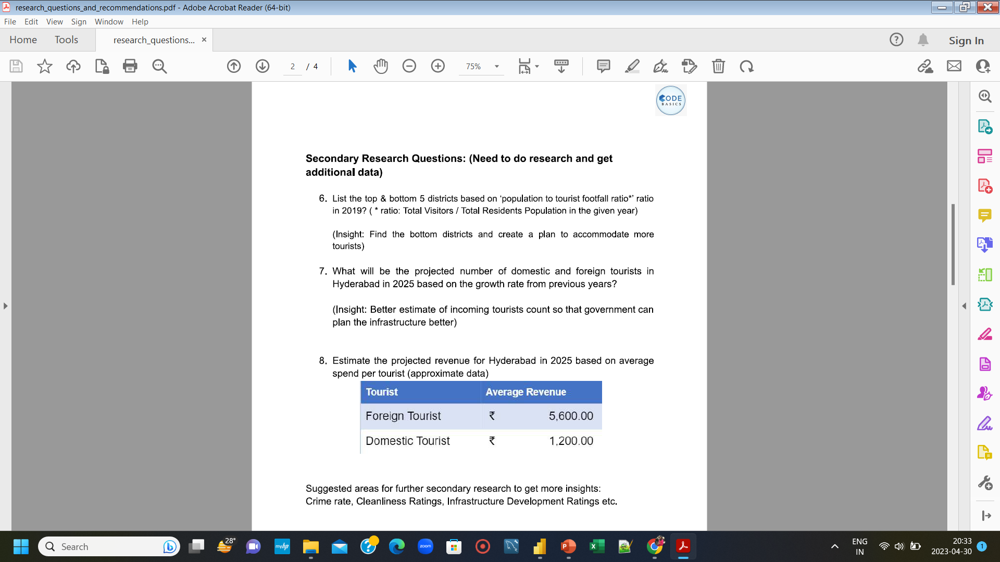 research_questions_and_recommendations.pdf - Adobe Acrobat Reader (64-bit)
File Edit View Sign Window Help
Home Tools research_questions... × Sign In
2 / 4 75%
CODE
BASICS
Secondary Research Questions: (Need to do research and get
additional data)
6. List the top & bottom 5 districts based on ‘population to tourist footfall ratio*’ ratio
in 2019? ( * ratio: Total Visitors / Total Residents Population in the given year)
(Insight: Find the bottom districts and create a plan to accommodate more
tourists)
7. What will be the projected number of domestic and foreign tourists in
Hyderabad in 2025 based on the growth rate from previous years?
(Insight: Better estimate of incoming tourists count so that government can
plan the infrastructure better)
8. Estimate the projected revenue for Hyderabad in 2025 based on average
spend per tourist (approximate data)
Tourist Average Revenue
Foreign Tourist ₹ 5,600.00
Domestic Tourist ₹ 1,200.00
Suggested areas for further secondary research to get more insights:
Crime rate, Cleanliness Ratings, Infrastructure Development Ratings etc.
Search 28° myhp zoom ENG 20:33
IN 2023-04-30 1